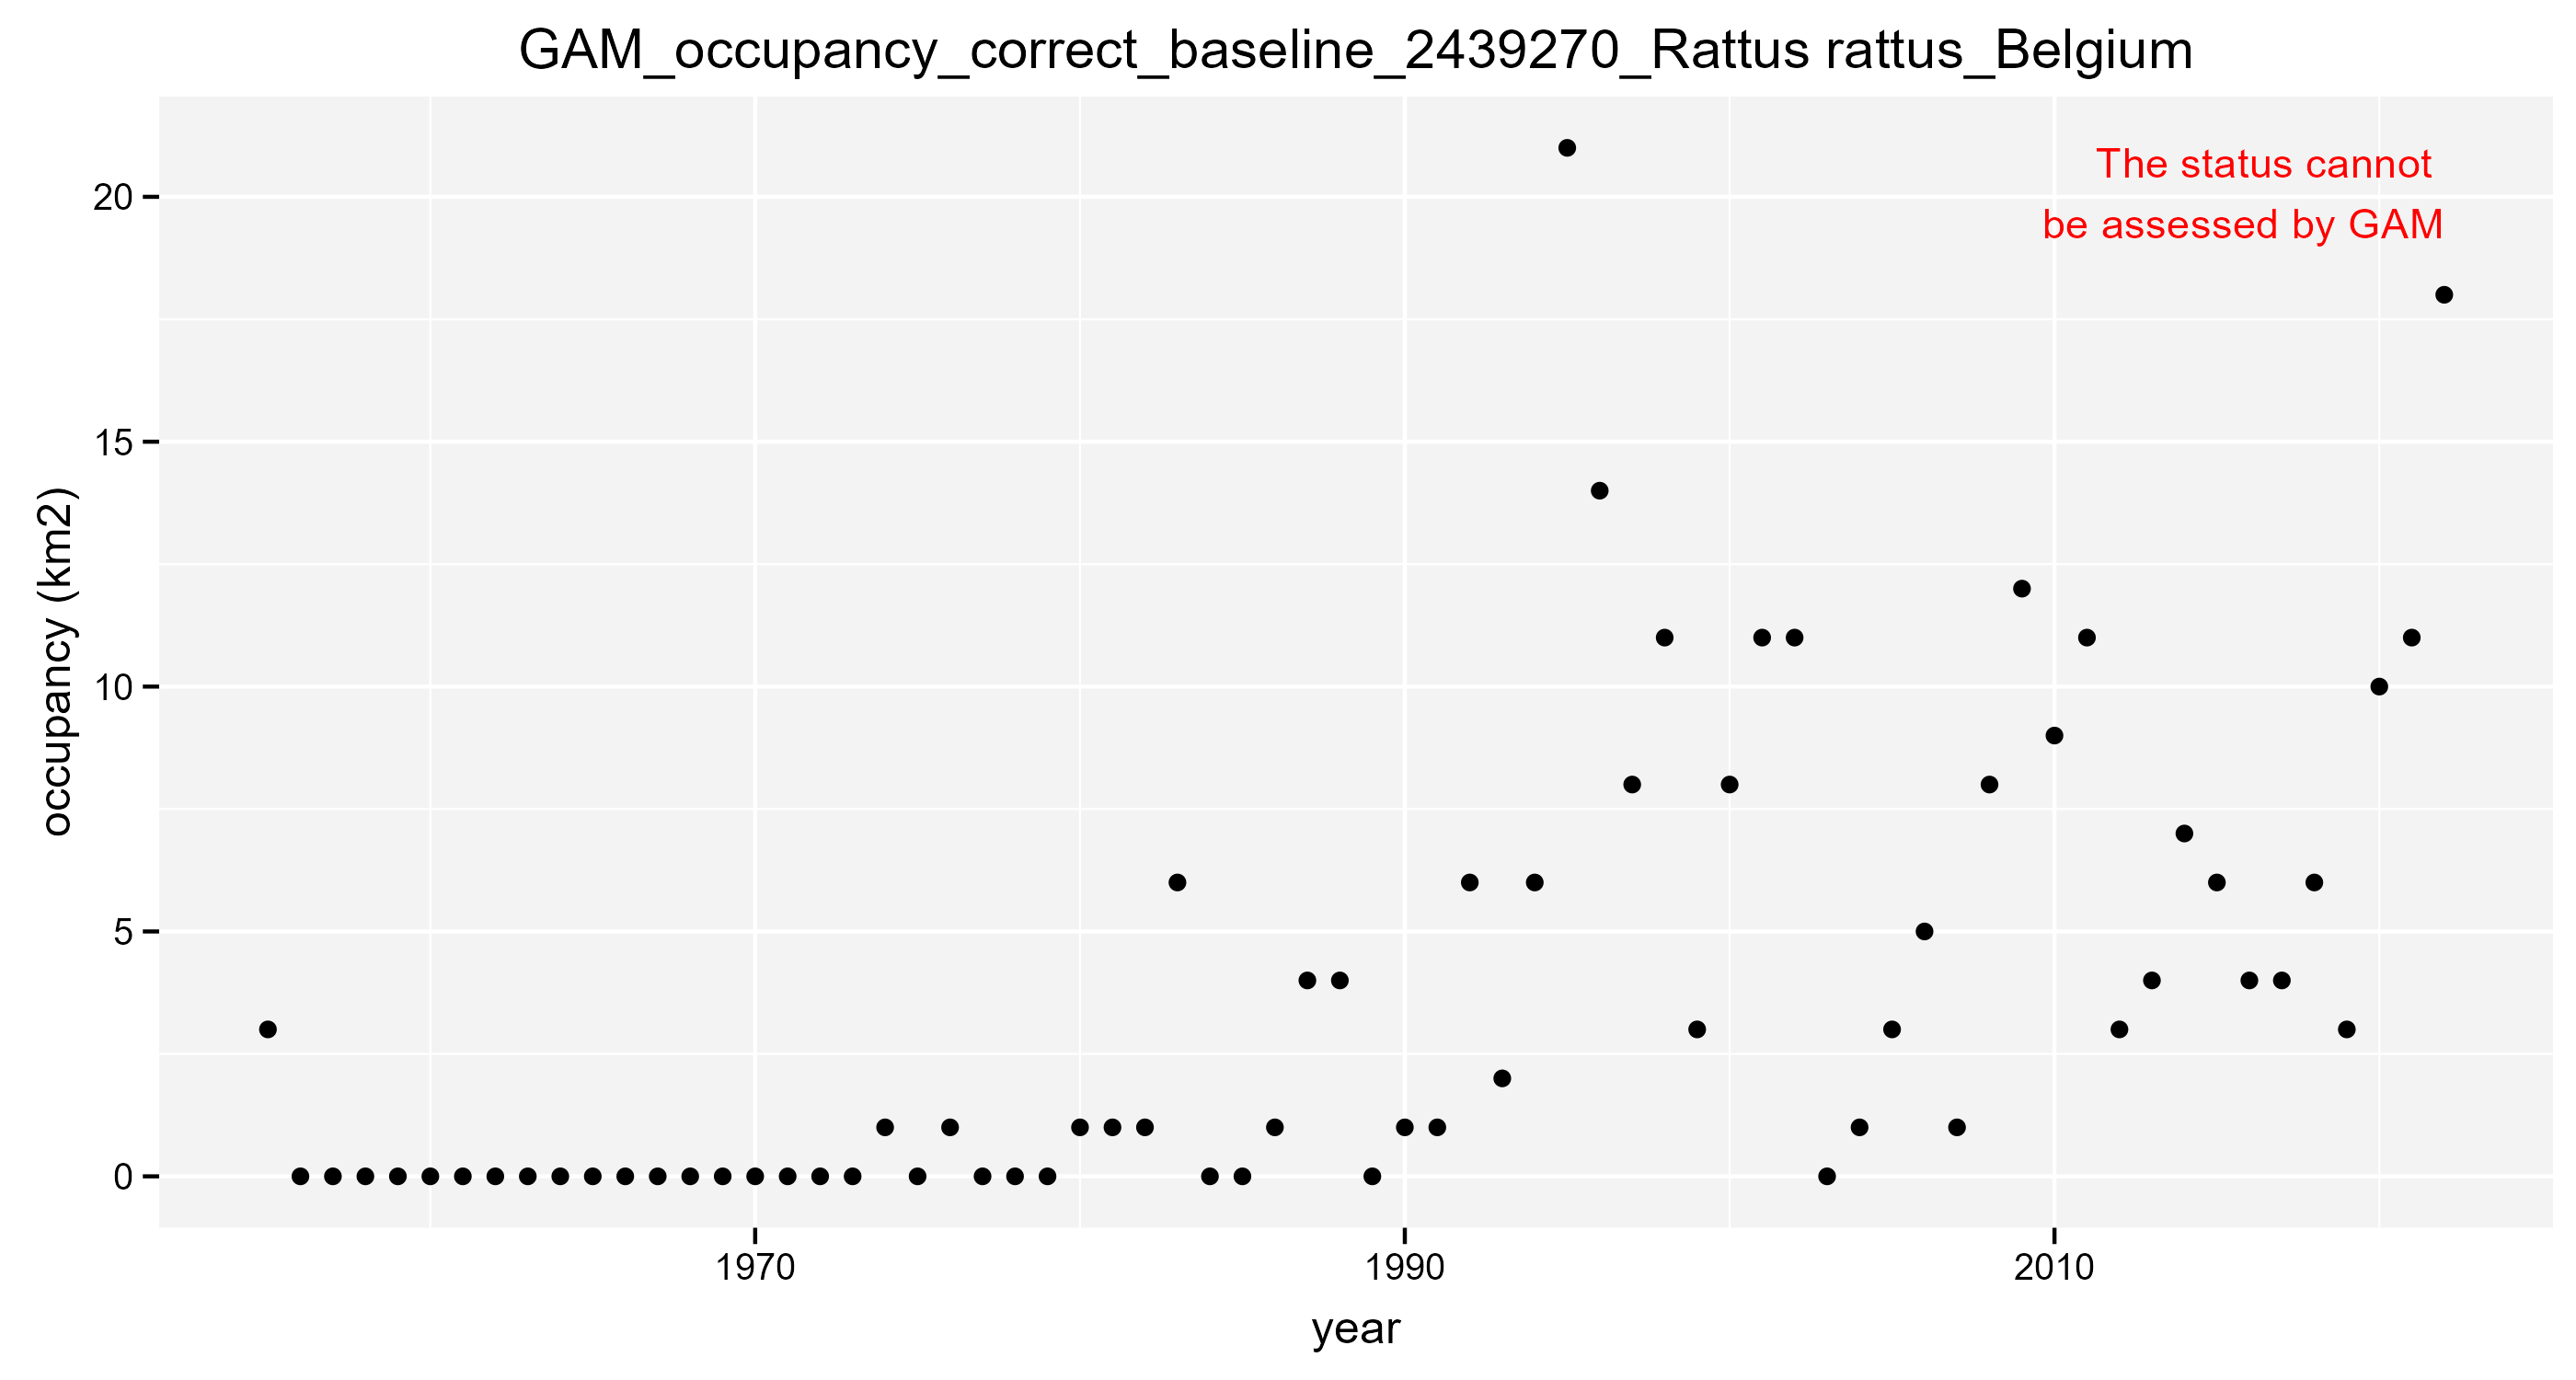 GAM_occupancy_correct_baseline_2439270_Rattus rattus_Belgium
The status cannot
be assessed by GAM
20
15
10
5
0
occupancy (km2)
1970
1990
2010
year